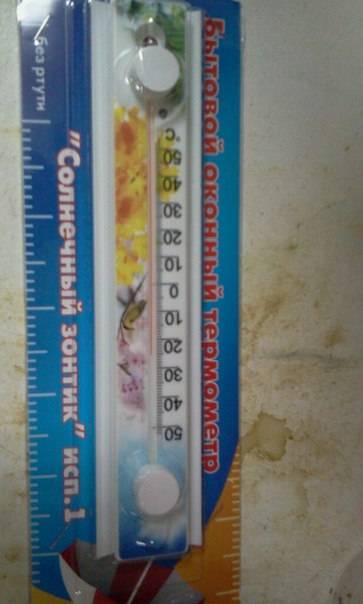 Бытовой оконный термометр
°C
50
40
30
20
10
0
10
20
30
40
50
"Солнечный зонтик" исп.1
без ртути